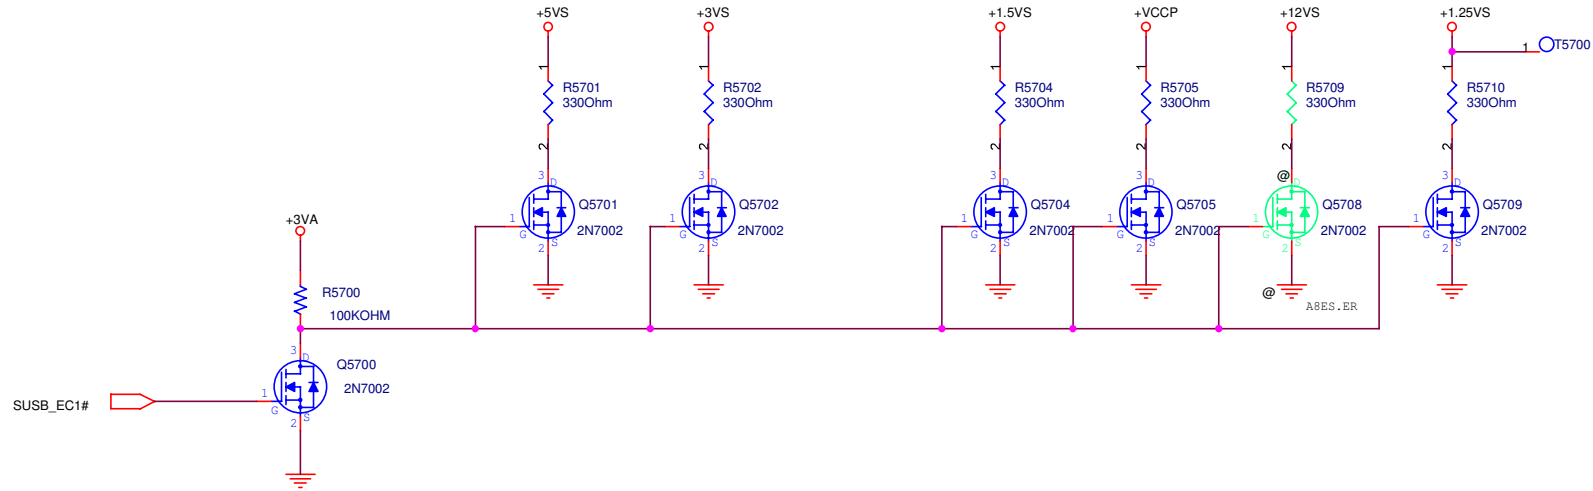 +5VS
+3VS
+1.5VS
+VCCP
+12VS
+1.25VS
1
T5700
1
R5701
330Ohm
2
1
R5702
330Ohm
2
1
R5704
330Ohm
2
1
R5705
330Ohm
2
1
R5709
330Ohm
2
1
R5710
330Ohm
2
3
D
1
G
Q5701
2N7002
2
S
3
D
1
G
Q5702
2N7002
2
S
3
D
1
G
Q5704
2N7002
2
S
3
D
1
G
Q5705
2N7002
2
S
@
3
D
1
G
Q5708
2N7002
2
S
@
A8ES.ER
3
D
1
G
Q5709
2N7002
2
S
+3VA
R5700
100KOHM
3
D
Q5700
2N7002
1
G
2
S
SUSB_EC1#